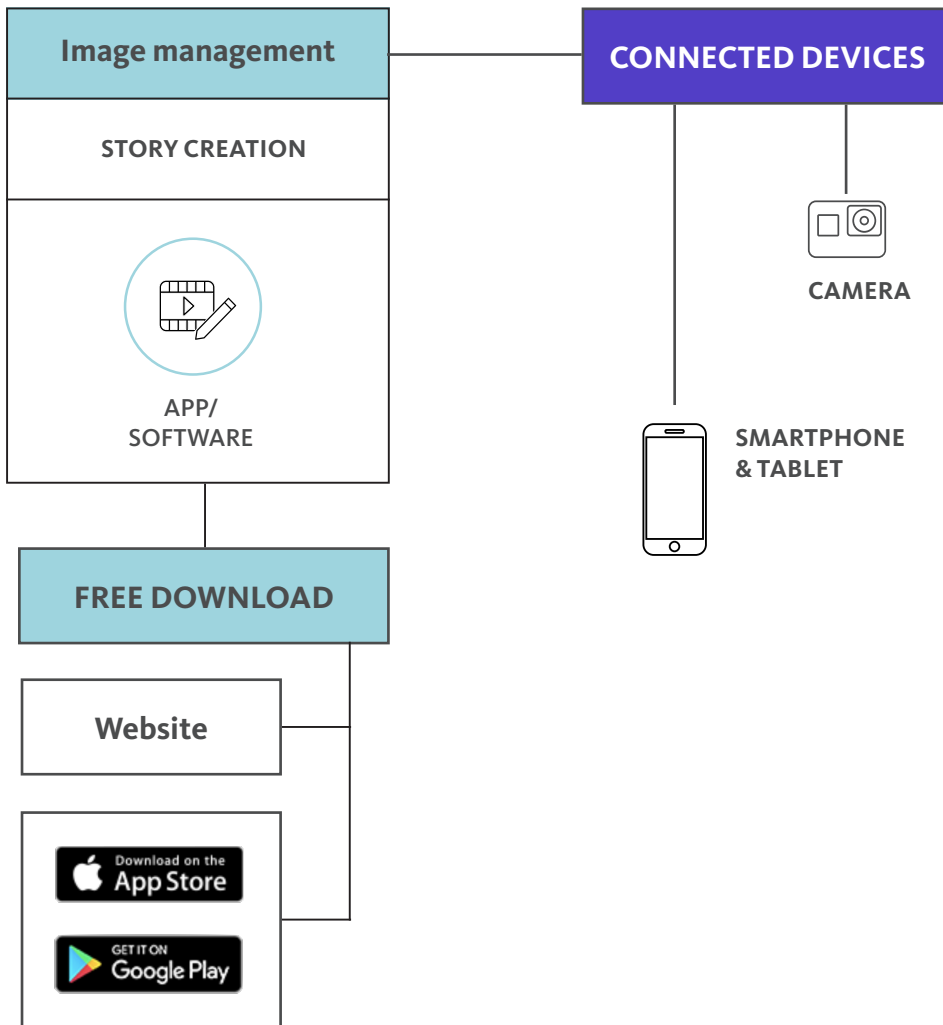 Image management
STORY CREATION
APP/
SOFTWARE
FREE DOWNLOAD
Website
Download on the
App Store
GET IT ON
Google Play
CONNECTED DEVICES
CAMERA
SMARTPHONE
& TABLET